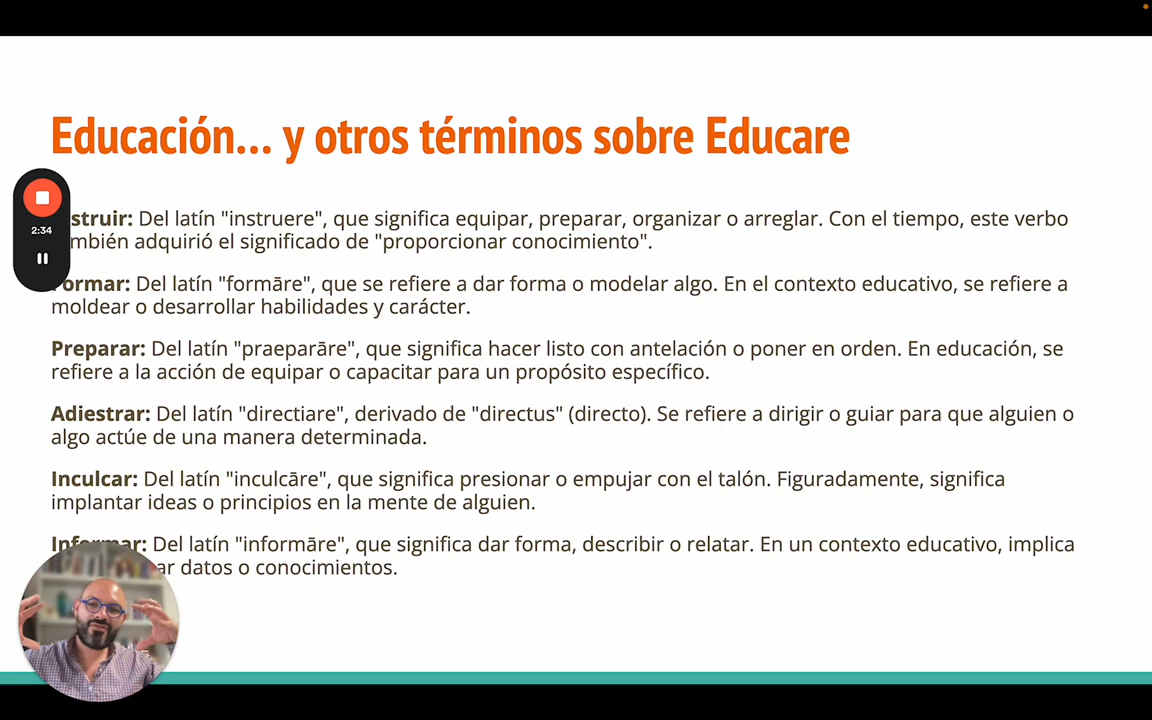 Educación... y otros términos sobre Educare
struir: Del latín "instruere", que significa equipar, preparar, organizar o arreglar. Con el tiempo, este verbo
mbién adquirió el significado de "proporcionar conocimiento".
2:34
ormar: Del latín "formāre", que se refiere a dar forma o modelar algo. En el contexto educativo, se refiere a
moldear o desarrollar habilidades y carácter.
Preparar: Del latín "praeparāre", que significa hacer listo con antelación o poner en orden. En educación, se
refiere a la acción de equipar o capacitar para un propósito específico.
Adiestrar: Del latín "directiare", derivado de "directus" (directo). Se refiere a dirigir o guiar para que alguien o
algo actúe de una manera determinada.
Inculcar: Del latín "inculcāre", que significa presionar o empujar con el talón. Figuradamente, significa
implantar ideas o principios en la mente de alguien.
Informar: Del latín "informāre", que significa dar forma, describir o relatar. En un contexto educativo, implica
ar datos o conocimientos.